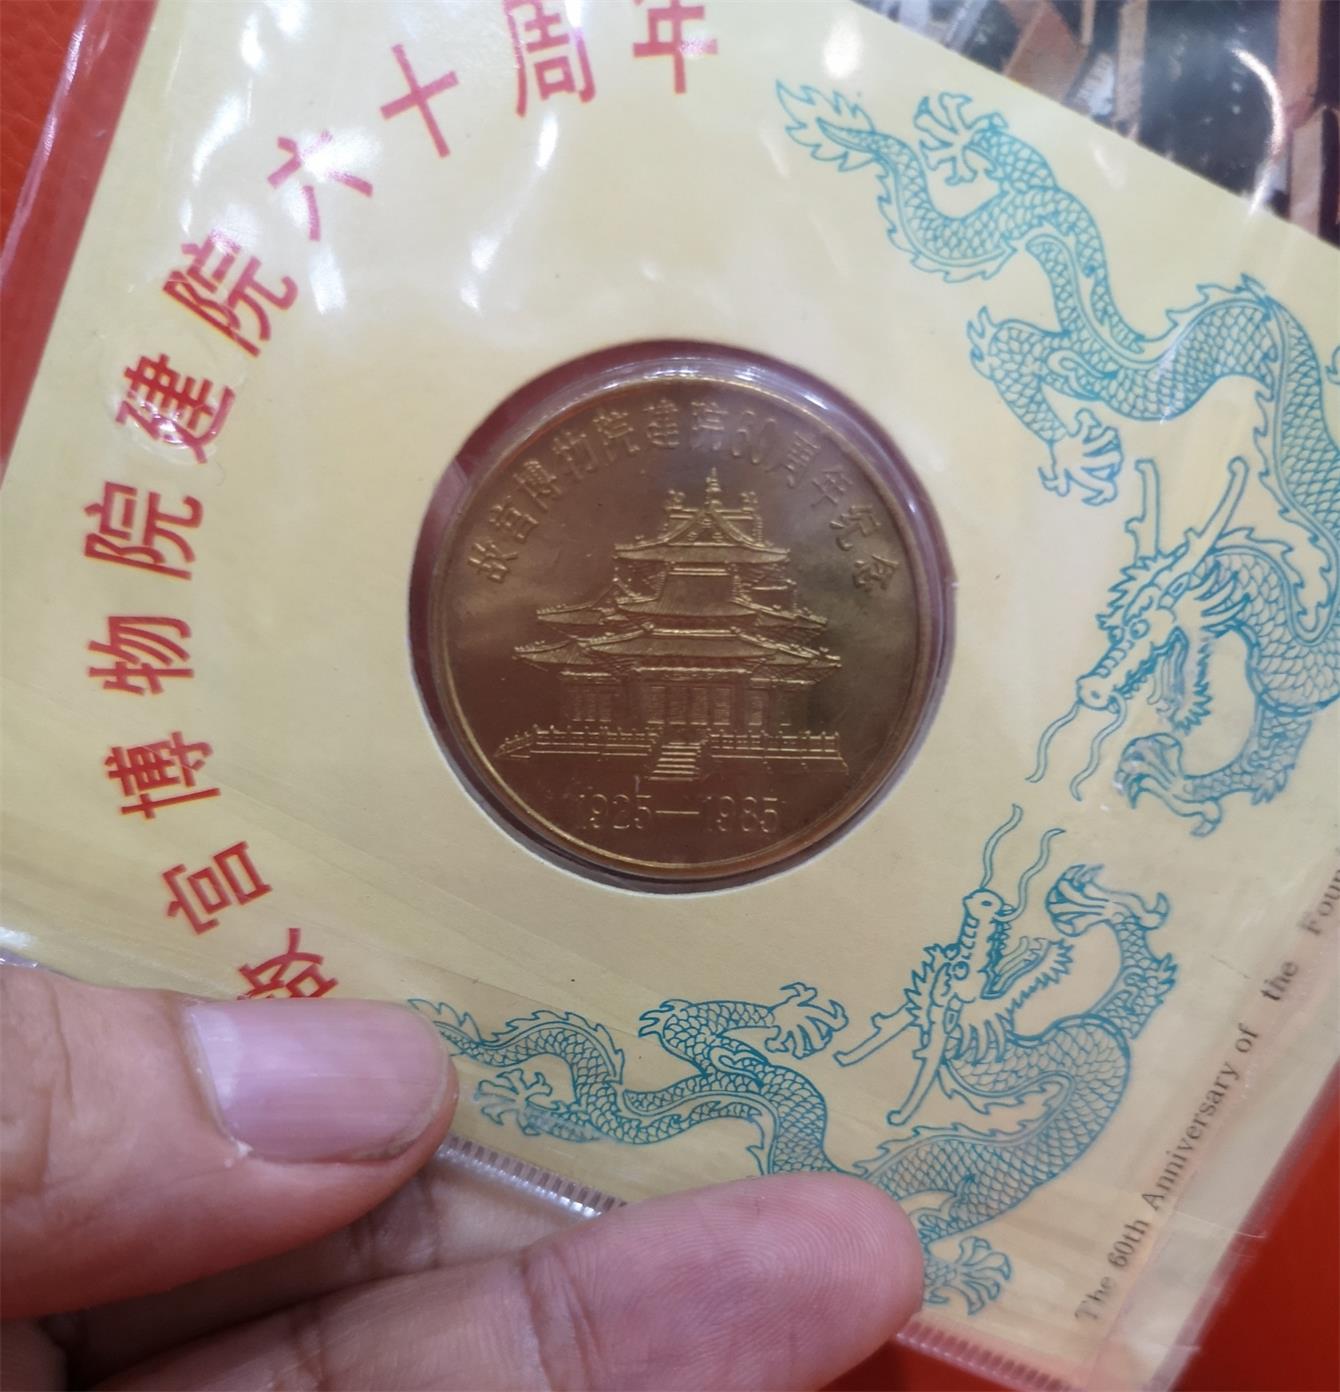 故宫博物院建院六十周年
故宫博物院建院60周年纪念
1925—1985
The 60th Anniversary of the